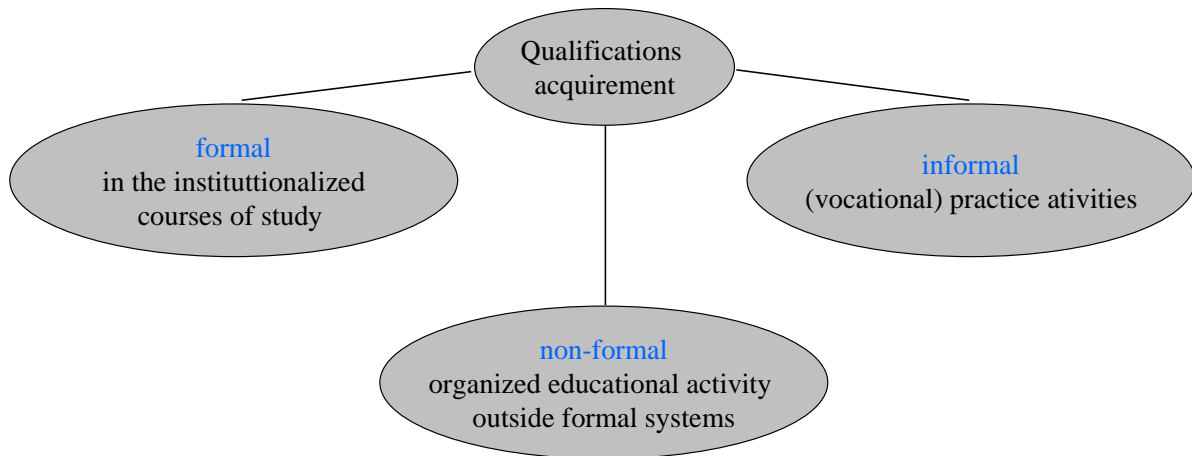 Qualifications
acquirement
formal
in the instituttionalized
courses of study
informal
(vocational) practice ativities
non-formal
organized educational activity
outside formal systems